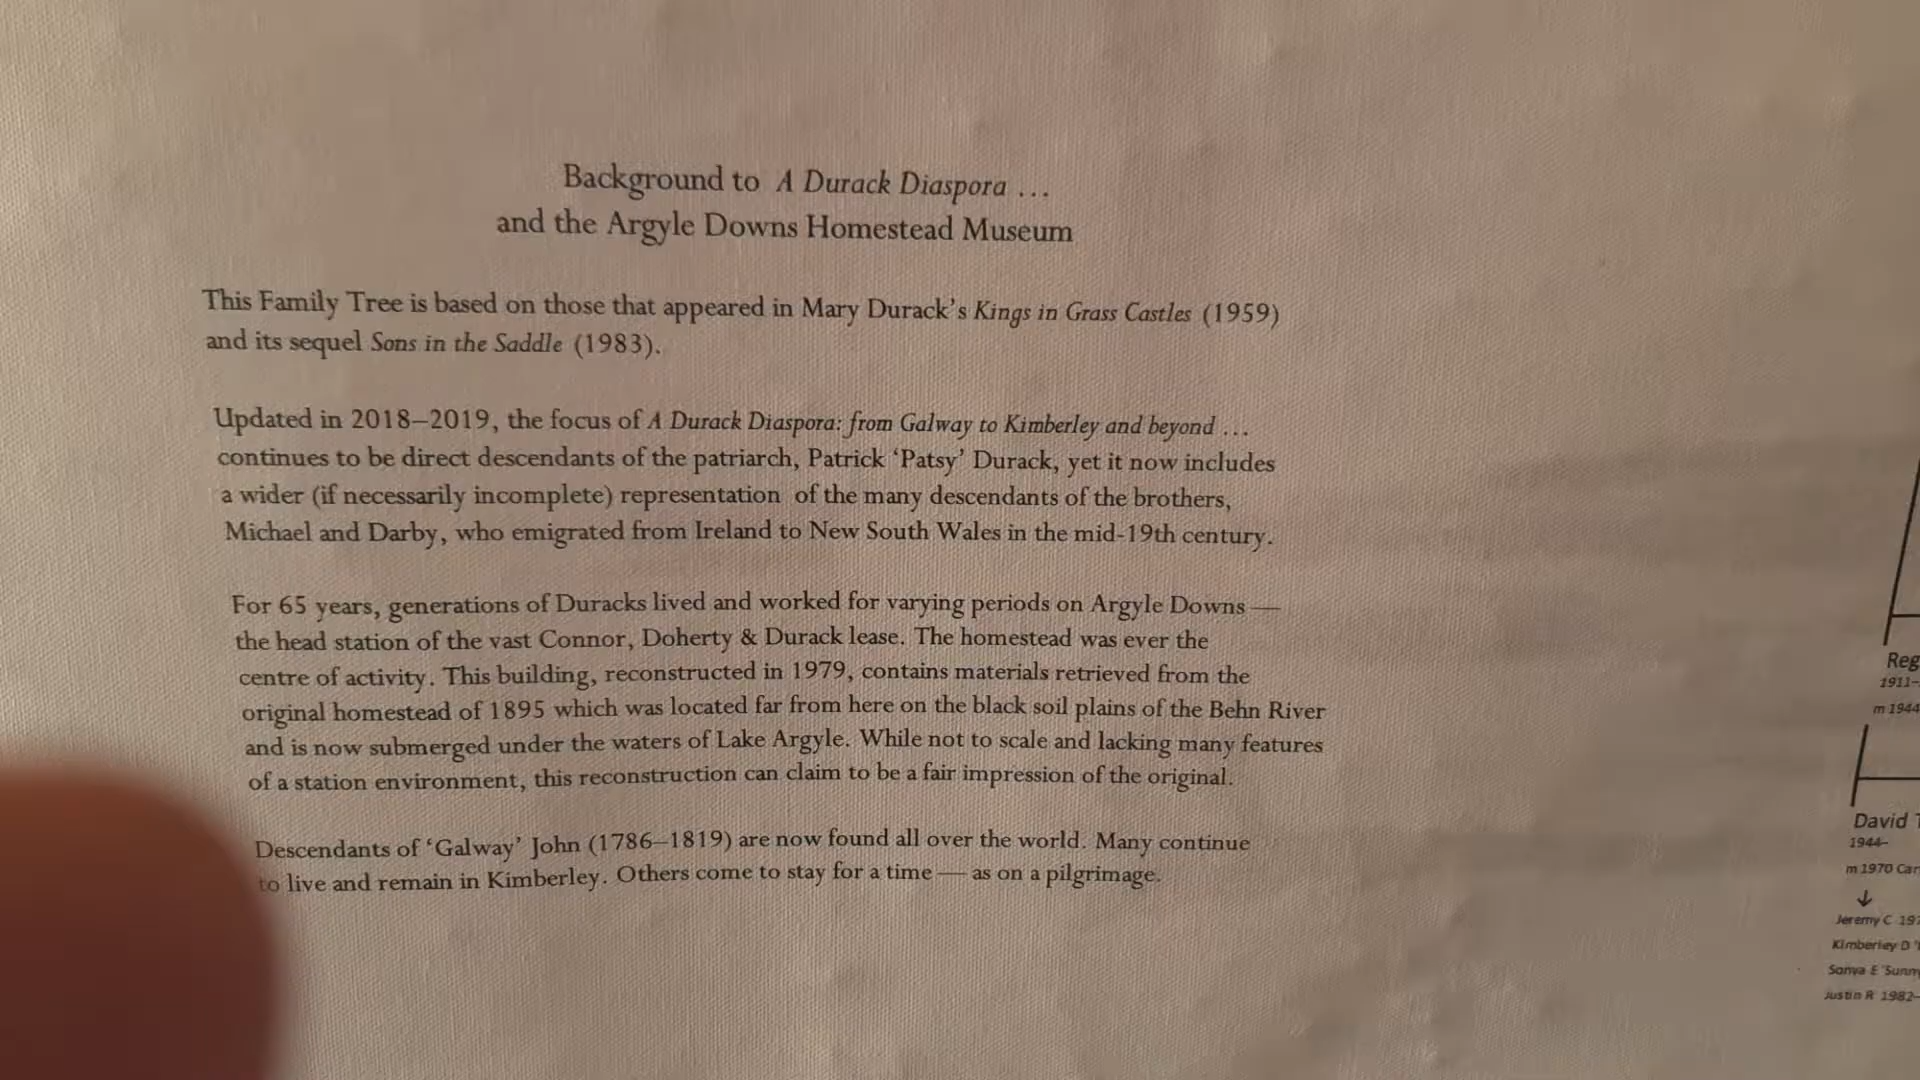 Background to A Durack Diaspora ...
and the Argyle Downs Homestead Museum
This Family Tree is based on those that appeared in Mary Durack's Kings in Grass Castles (1959)
and its sequel Sons in the Saddle (1983).
Updated in 2018–2019, the focus of A Durack Diaspora: from Galway to Kimberley and beyond ...
continues to be direct descendants of the patriarch, Patrick 'Patsy' Durack, yet it now includes
a wider (if necessarily incomplete) representation of the many descendants of the brothers,
Michael and Darby, who emigrated from Ireland to New South Wales in the mid-19th century.
For 65 years, generations of Duracks lived and worked for varying periods on Argyle Downs —
the head station of the vast Connor, Doherty & Durack lease. The homestead was ever the
centre of activity. This building, reconstructed in 1979, contains materials retrieved from the
original homestead of 1895 which was located far from here on the black soil plains of the Behn River
and is now submerged under the waters of Lake Argyle. While not to scale and lacking many features
of a station environment, this reconstruction can claim to be a fair impression of the original.
Descendants of 'Galway' John (1786–1819) are now found all over the world. Many continue
to live and remain in Kimberley. Others come to stay for a time — as on a pilgrimage.
Reg
1911–
m 1944
David T
1944–
m 1970 Car
↓
Jeremy C 197
Kimberley D
Sonya E 'Sunny
Justin R 1982–